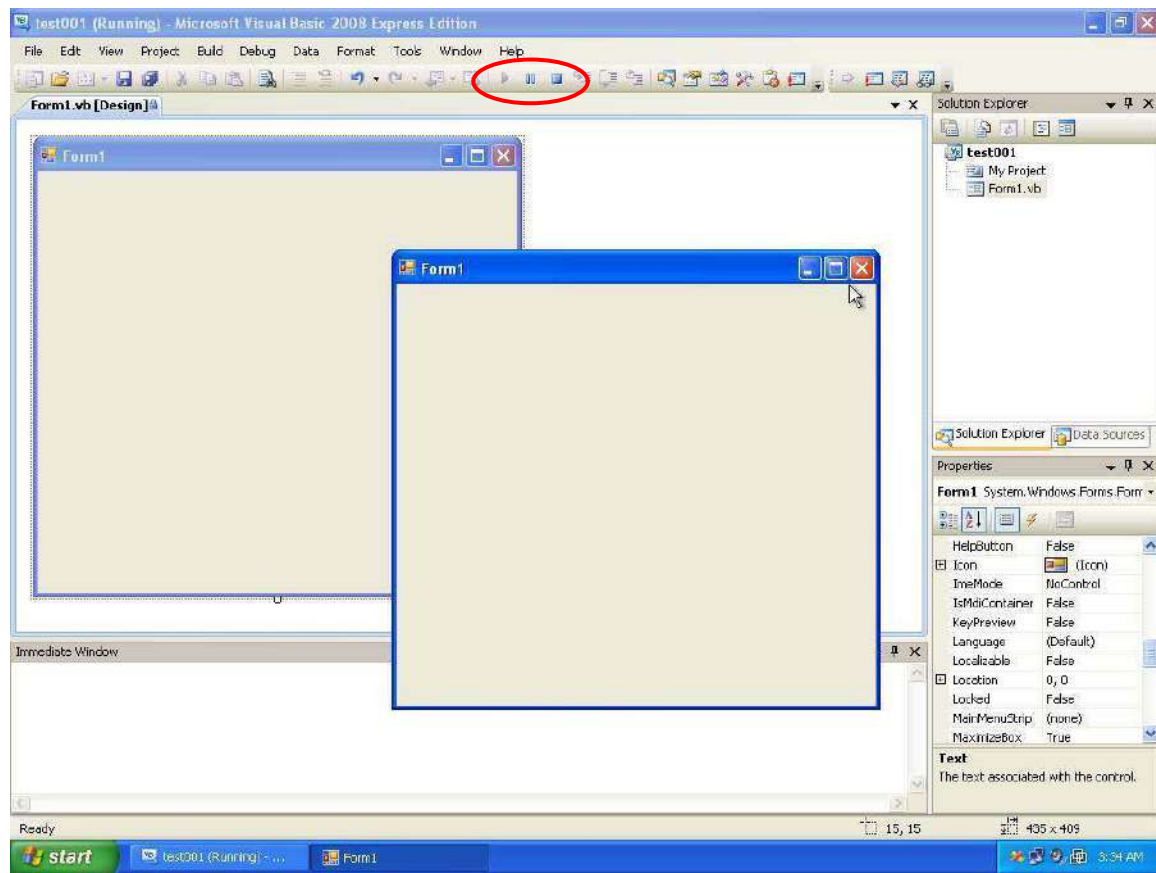 test001 (Running) - Microsoft Visual Basic 2008 Express Edition
File Edit View Project Build Debug Data Format Tools Window Help
Form1.vb [Design]
Solution Explorer
test001
My Project
Form1.vb
Form1
Form1
Solution Explorer Data Sources
Properties
Form1 System.Windows.Forms.Form
HelpButton False
Icon (Icon)
ImeMode NoControl
IsMdiContainer False
KeyPreview False
Language (Default)
Localizable False
Location 0, 0
Locked False
MainMenuStrip (none)
MaximizeBox True
Immediate Window
Text
The text associated with the control.
Ready 15, 15 435 x 409
start test001 (Running) - ... Form1 3:34 AM